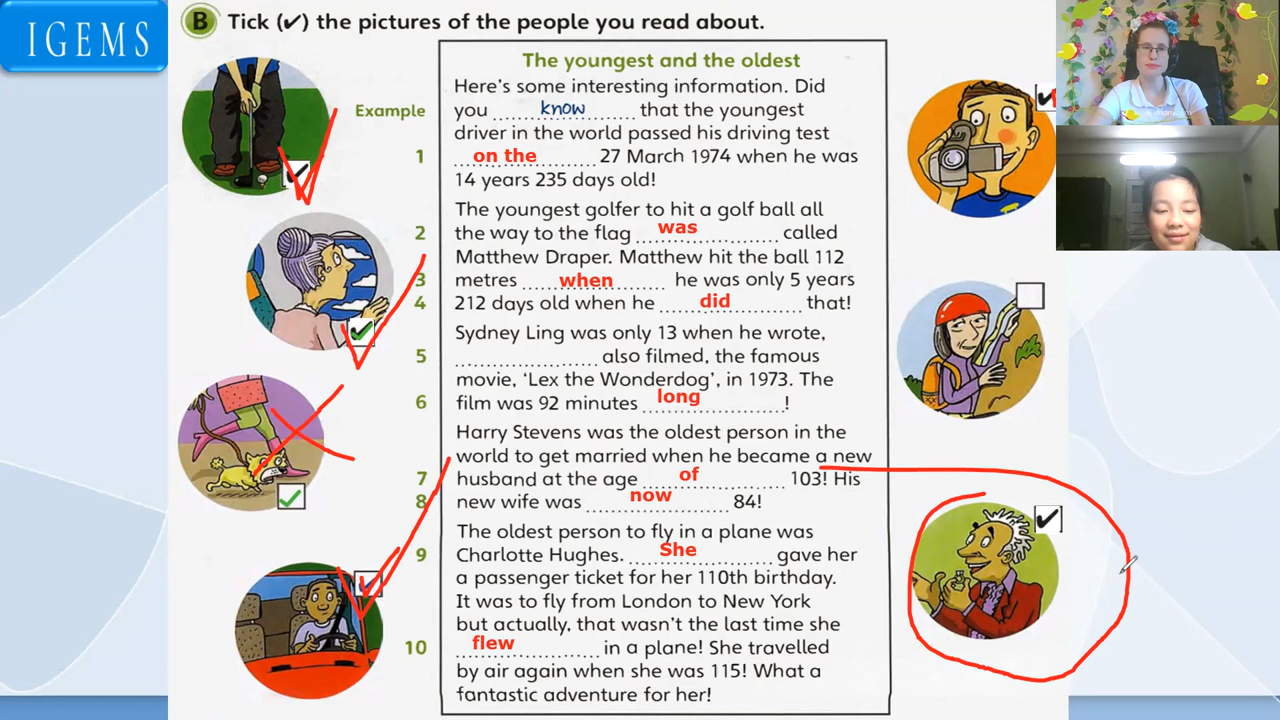 IGEMS
B Tick (✔) the pictures of the people you read about.
The youngest and the oldest
Here's some interesting information. Did
Example you know that the youngest
driver in the world passed his driving test
1 on the 27 March 1974 when he was
14 years 235 days old!
The youngest golfer to hit a golf ball all
2 the way to the flag was called
Matthew Draper. Matthew hit the ball 112
3 metres when he was only 5 years
4 212 days old when he did that!
Sydney Ling was only 13 when he wrote,
5 .................... also filmed, the famous
movie, 'Lex the Wonderdog', in 1973. The
6 film was 92 minutes long !
Harry Stevens was the oldest person in the
world to get married when he became a new
7 husband at the age of 103! His
8 new wife was now 84!
The oldest person to fly in a plane was
9 Charlotte Hughes. She gave her
a passenger ticket for her 110th birthday.
It was to fly from London to New York
but actually, that wasn't the last time she
10 flew in a plane! She travelled
by air again when she was 115! What a
fantastic adventure for her!